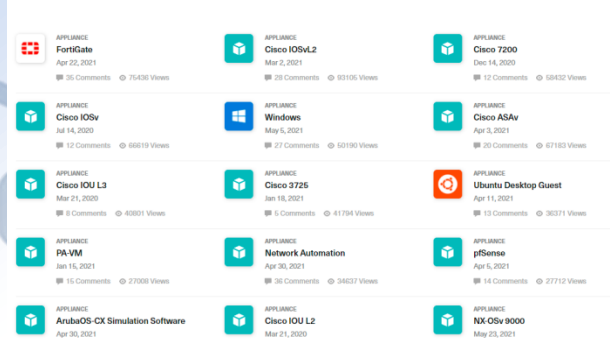 APPLIANCE
FortiGate
Apr 22, 2021
35 Comments 75436 Views
APPLIANCE
Cisco IOSvL2
Mar 2, 2021
28 Comments 93105 Views
APPLIANCE
Cisco 7200
Dec 14, 2020
12 Comments 58432 Views
APPLIANCE
Cisco IOSv
Jul 14, 2020
12 Comments 66619 Views
APPLIANCE
Windows
May 5, 2021
27 Comments 50190 Views
APPLIANCE
Cisco ASAv
Apr 3, 2021
20 Comments 67183 Views
APPLIANCE
Cisco IOU L3
Mar 21, 2020
8 Comments 40801 Views
APPLIANCE
Cisco 3725
Jan 18, 2021
5 Comments 41794 Views
APPLIANCE
Ubuntu Desktop Guest
Apr 11, 2021
13 Comments 36371 Views
APPLIANCE
PA-VM
Jan 15, 2021
15 Comments 27008 Views
APPLIANCE
Network Automation
Apr 30, 2021
36 Comments 34637 Views
APPLIANCE
pfSense
Apr 5, 2021
14 Comments 27712 Views
APPLIANCE
ArubaOS-CX Simulation Software
Apr 30, 2021
APPLIANCE
Cisco IOU L2
Mar 21, 2020
APPLIANCE
NX-OSv 9000
May 23, 2021